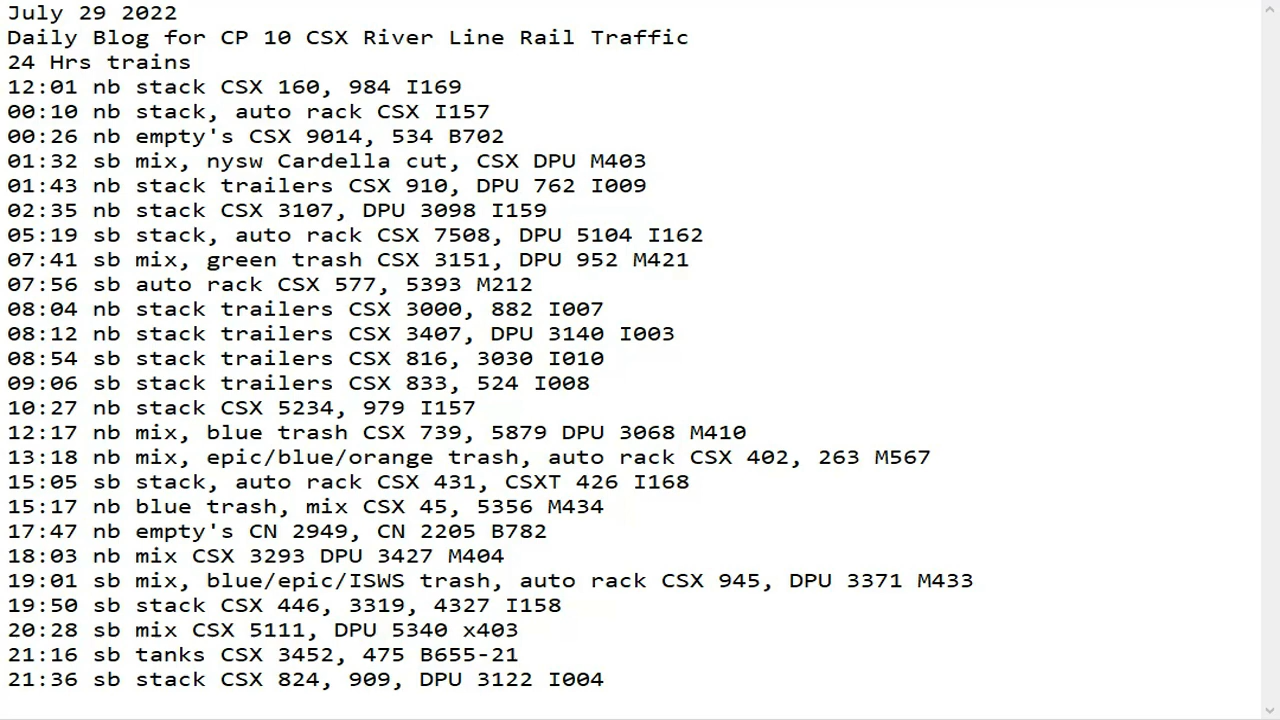 July 29 2022
Daily Blog for CP 10 CSX River Line Rail Traffic
24 Hrs trains
12:01 nb stack CSX 160, 984 I169
00:10 nb stack, auto rack CSX I157
00:26 nb empty's CSX 9014, 534 B702
01:32 sb mix, nysw Cardella cut, CSX DPU M403
01:43 nb stack trailers CSX 910, DPU 762 I009
02:35 nb stack CSX 3107, DPU 3098 I159
05:19 sb stack, auto rack CSX 7508, DPU 5104 I162
07:41 sb mix, green trash CSX 3151, DPU 952 M421
07:56 sb auto rack CSX 577, 5393 M212
08:04 nb stack trailers CSX 3000, 882 I007
08:12 nb stack trailers CSX 3407, DPU 3140 I003
08:54 sb stack trailers CSX 816, 3030 I010
09:06 sb stack trailers CSX 833, 524 I008
10:27 nb stack CSX 5234, 979 I157
12:17 nb mix, blue trash CSX 739, 5879 DPU 3068 M410
13:18 nb mix, epic/blue/orange trash, auto rack CSX 402, 263 M567
15:05 sb stack, auto rack CSX 431, CSXT 426 I168
15:17 nb blue trash, mix CSX 45, 5356 M434
17:47 nb empty's CN 2949, CN 2205 B782
18:03 nb mix CSX 3293 DPU 3427 M404
19:01 sb mix, blue/epic/ISWS trash, auto rack CSX 945, DPU 3371 M433
19:50 sb stack CSX 446, 3319, 4327 I158
20:28 sb mix CSX 5111, DPU 5340 x403
21:16 sb tanks CSX 3452, 475 B655-21
21:36 sb stack CSX 824, 909, DPU 3122 I004